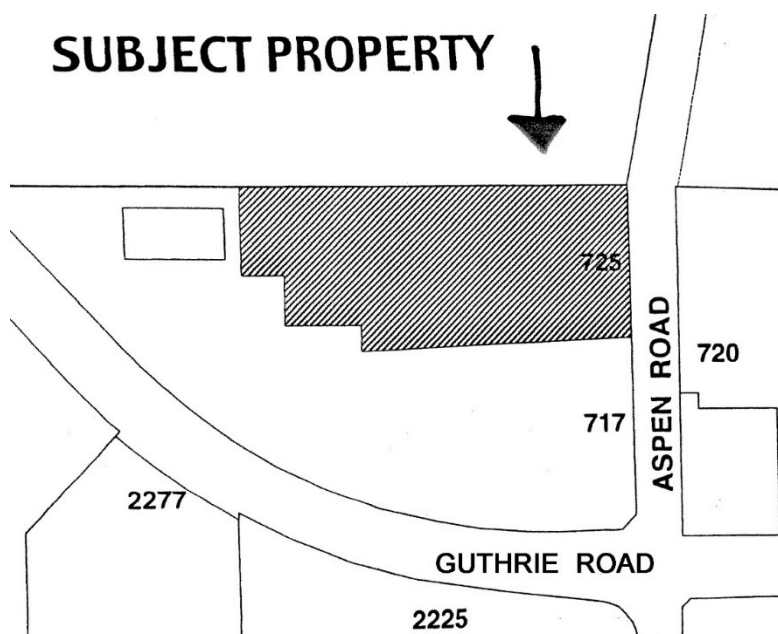 SUBJECT PROPERTY
725
720
ASPEN ROAD
717
2277
GUTHRIE ROAD
2225